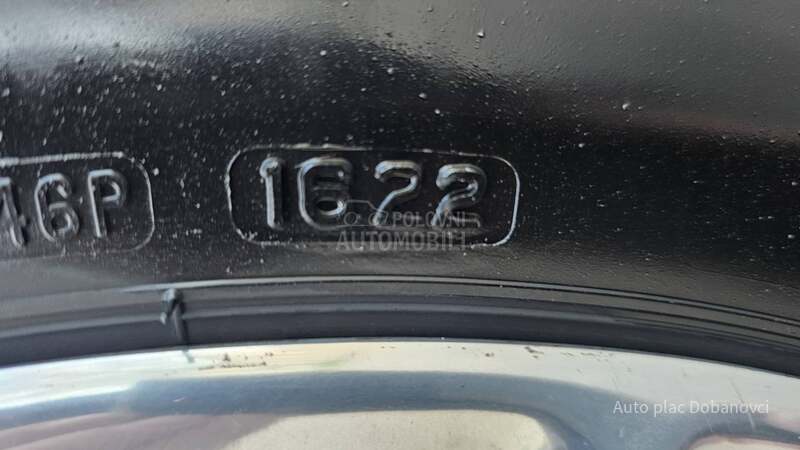 46P 1622
POLOVNI
AUTOMOBILI
Auto plac Dobanovci